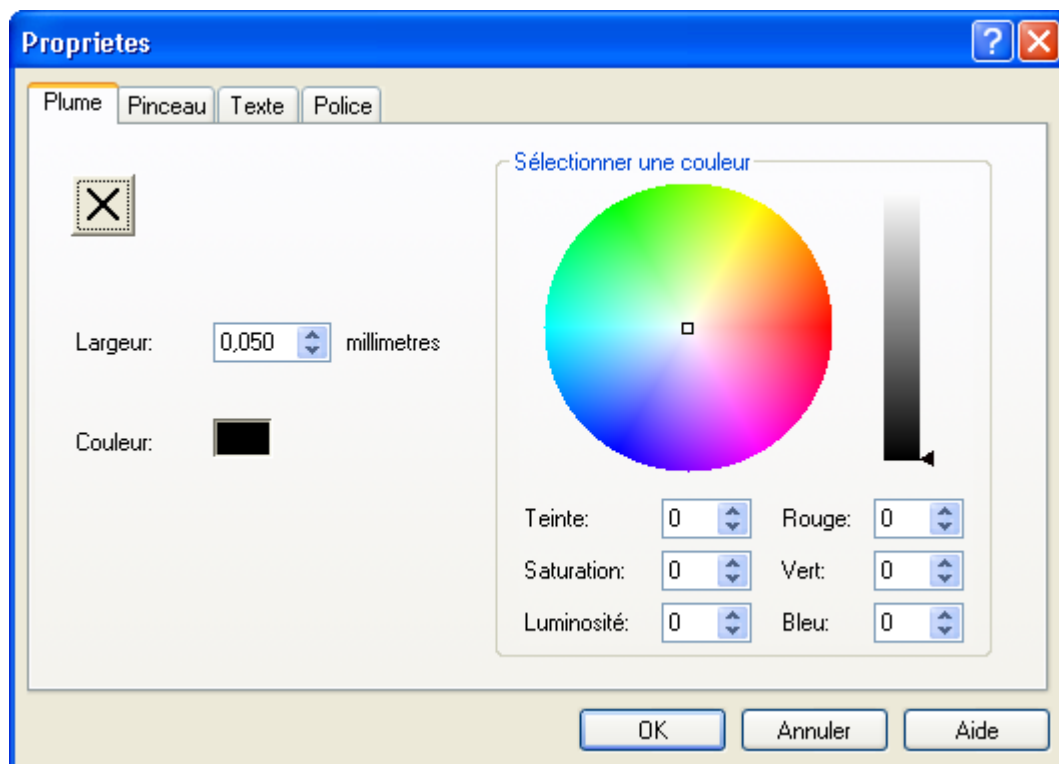 Proprietes
Plume Pinceau Texte Police
Sélectionner une couleur
Largeur: 0,050 millimetres
Couleur:
Teinte: 0 Rouge: 0
Saturation: 0 Vert: 0
Luminosité: 0 Bleu: 0
OK Annuler Aide